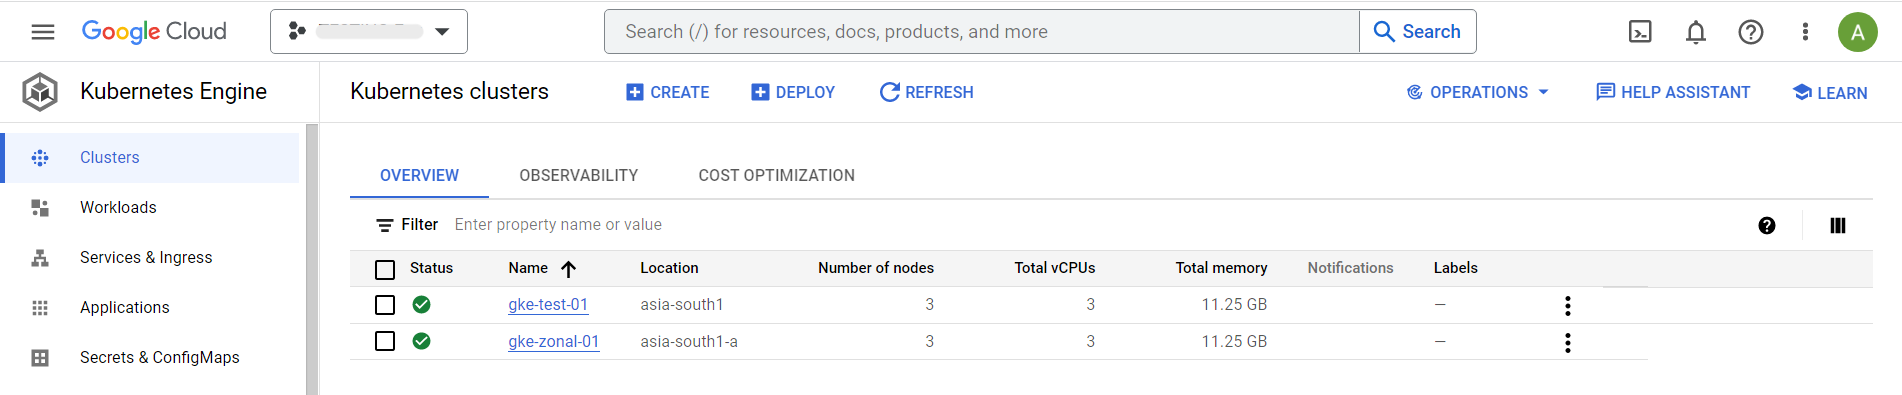 Google Cloud
Search (/) for resources, docs, products, and more
Search
A
Kubernetes Engine
Kubernetes clusters
CREATE
DEPLOY
REFRESH
OPERATIONS
HELP ASSISTANT
LEARN
Clusters
Workloads
Services & Ingress
Applications
Secrets & ConfigMaps
OVERVIEW OBSERVABILITY COST OPTIMIZATION
Filter Enter property name or value
Status Name Location Number of nodes Total vCPUs Total memory Notifications Labels
gke-test-01 asia-south1 3 3 11.25 GB —
gke-zonal-01 asia-south1-a 3 3 11.25 GB —